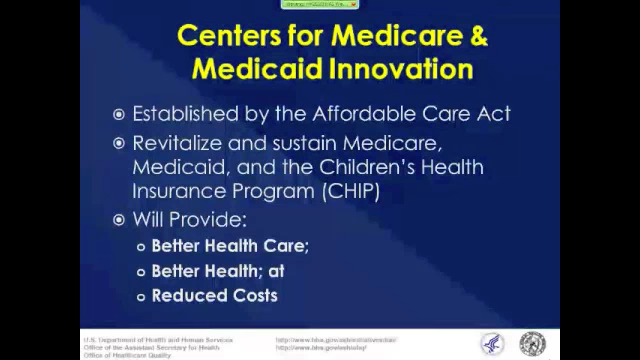 Centers for Medicare &
Medicaid Innovation
Established by the Affordable Care Act
Revitalize and sustain Medicare,
Medicaid, and the Children's Health
Insurance Program (CHIP)
Will Provide:
Better Health Care;
Better Health; at
Reduced Costs
U.S. Department of Health and Human Services
Office of the Assistant Secretary for Health
Office of Healthcare Quality